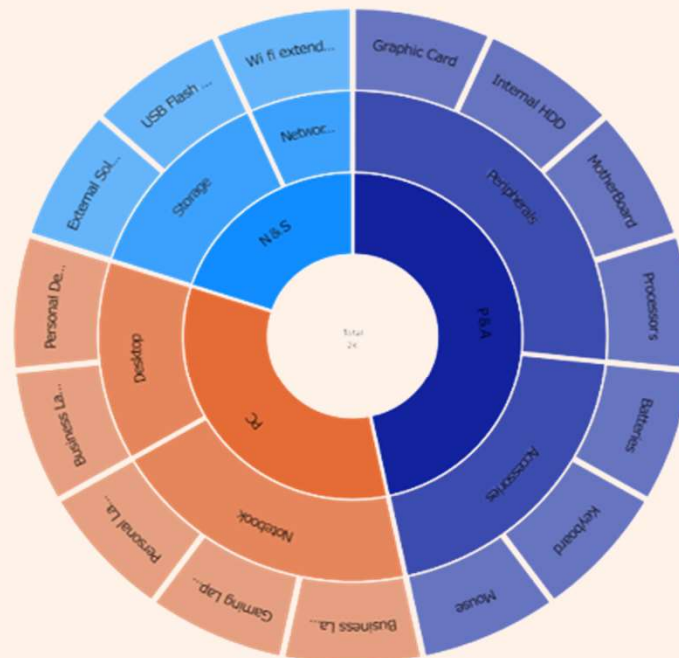 Total
2K
P&A
PC
N&S
Peripherals
Accessories
Notebook
Desktop
Storage
Networ...
Graphic Card
Internal HDD
MotherBoard
Processors
Batteries
Keyboard
Mouse
Business La...
Gaming Lap...
Personal La...
Business La...
Personal De...
External Sol...
USB Flash ...
Wi fi extend...